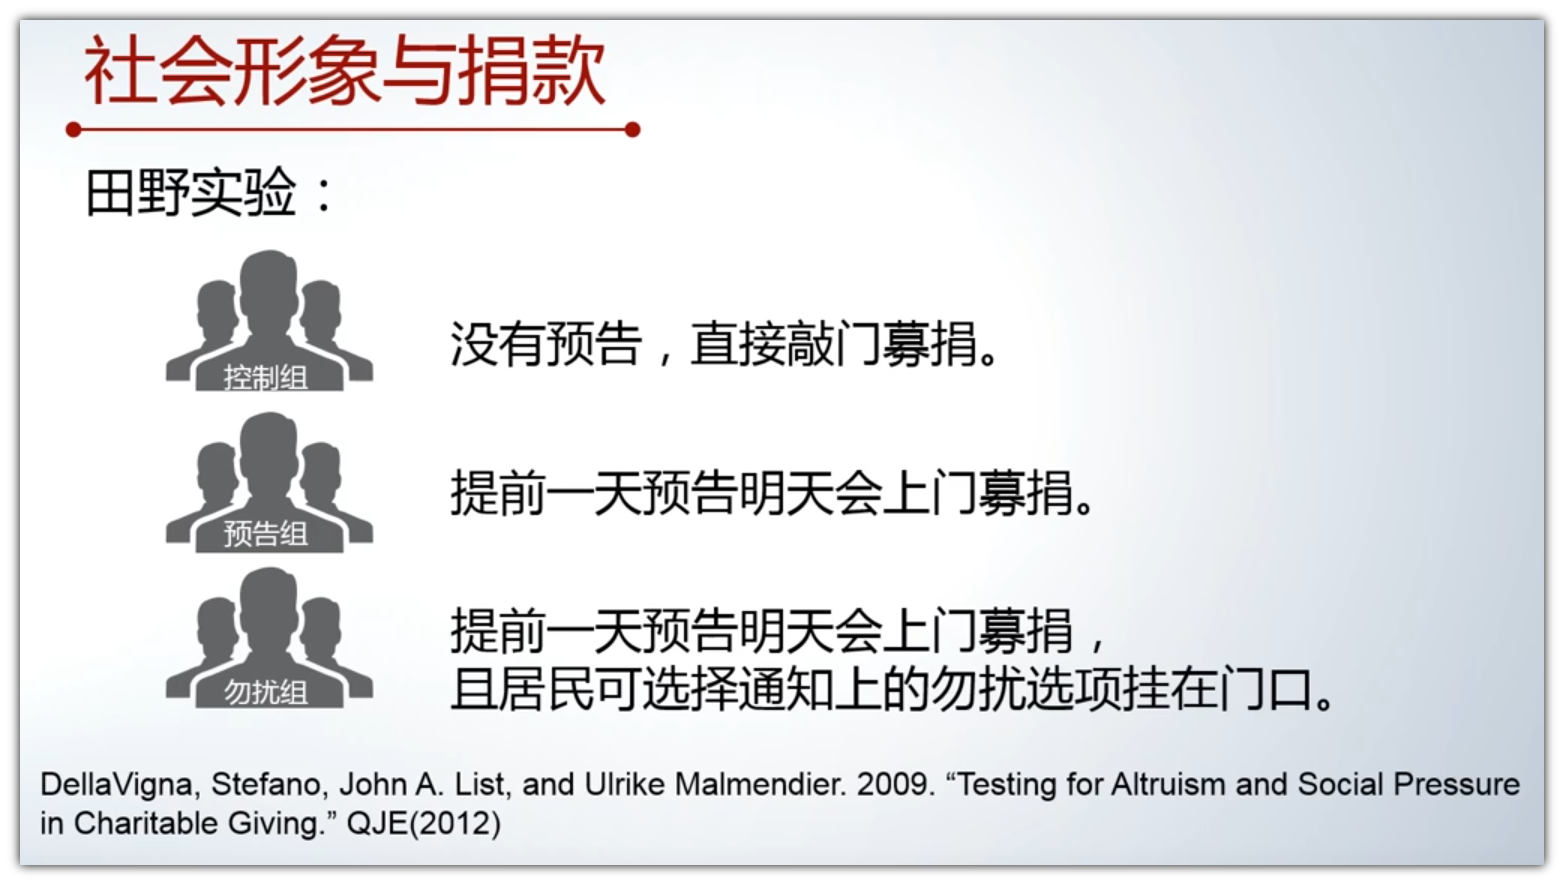 社会形象与捐款
田野实验：
控制组
没有预告，直接敲门募捐。
预告组
提前一天预告明天会上门募捐。
勿扰组
提前一天预告明天会上门募捐，
且居民可选择通知上的勿扰选项挂在门口。
DellaVigna, Stefano, John A. List, and Ulrike Malmendier. 2009. “Testing for Altruism and Social Pressure
in Charitable Giving.” QJE(2012)